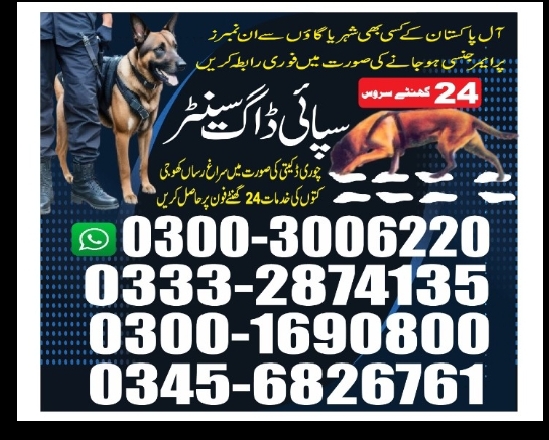 آل پاکستان کے کسی بھی شہر یا گاؤں سے ان نمبرز
پر ایمرجنسی ہو جانے کی صورت میں فوری رابطہ کریں
24 گھنٹے سروس
سپائی ڈاگ سینٹر
چوری ڈکیتی کی صورت میں سراغ رساں کھوجی
کتوں کی خدمات 24 گھنٹے فون پر حاصل کریں
0300-3006220
0333-2874135
0300-1690800
0345-6826761